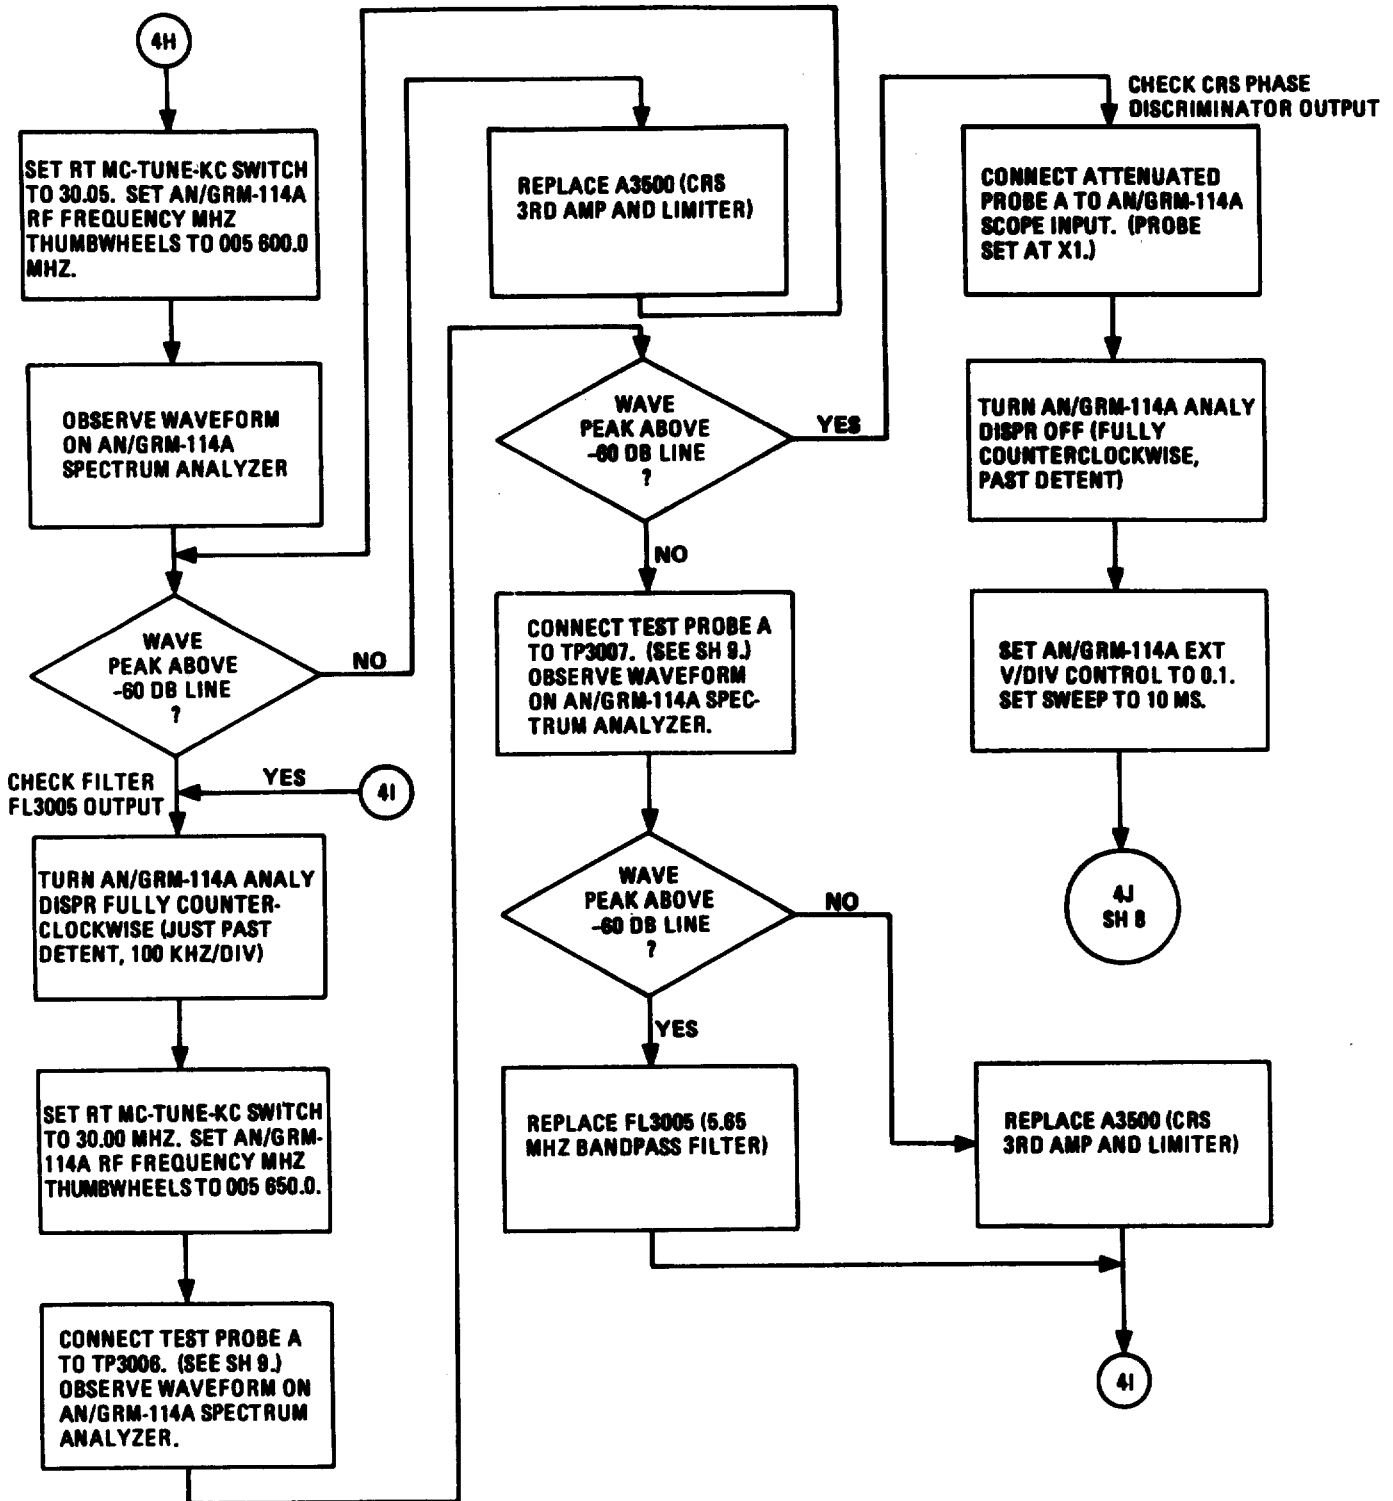 4H
SET RT MC-TUNE-KC SWITCH
TO 30.05. SET AN/GRM-114A
RF FREQUENCY MHZ
THUMBWHEELS TO 005 600.0
MHZ.
OBSERVE WAVEFORM
ON AN/GRM-114A
SPECTRUM ANALYZER
WAVE
PEAK ABOVE
-60 DB LINE
?
NO
CHECK FILTER
FL3005 OUTPUT
YES
4I
TURN AN/GRM-114A ANALY
DISPR FULLY COUNTER-
CLOCKWISE (JUST PAST
DETENT, 100 KHZ/DIV)
SET RT MC-TUNE-KC SWITCH
TO 30.00 MHZ. SET AN/GRM-
114A RF FREQUENCY MHZ
THUMBWHEELS TO 005 650.0.
CONNECT TEST PROBE A
TO TP3006. (SEE SH 9.)
OBSERVE WAVEFORM ON
AN/GRM-114A SPECTRUM
ANALYZER.
REPLACE A3500 (CRS
3RD AMP AND LIMITER)
WAVE
PEAK ABOVE
-60 DB LINE
?
YES
NO
CONNECT TEST PROBE A
TO TP3007. (SEE SH 9.)
OBSERVE WAVEFORM
ON AN/GRM-114A SPEC-
TRUM ANALYZER.
WAVE
PEAK ABOVE
-60 DB LINE
?
NO
YES
REPLACE FL3005 (5.65
MHZ BANDPASS FILTER)
CHECK CRS PHASE
DISCRIMINATOR OUTPUT
CONNECT ATTENUATED
PROBE A TO AN/GRM-114A
SCOPE INPUT. (PROBE
SET AT X1.)
TURN AN/GRM-114A ANALY
DISPR OFF (FULLY
COUNTERCLOCKWISE,
PAST DETENT)
SET AN/GRM-114A EXT
V/DIV CONTROL TO 0.1.
SET SWEEP TO 10 MS.
4J
SH 8
REPLACE A3500 (CRS
3RD AMP AND LIMITER)
4I